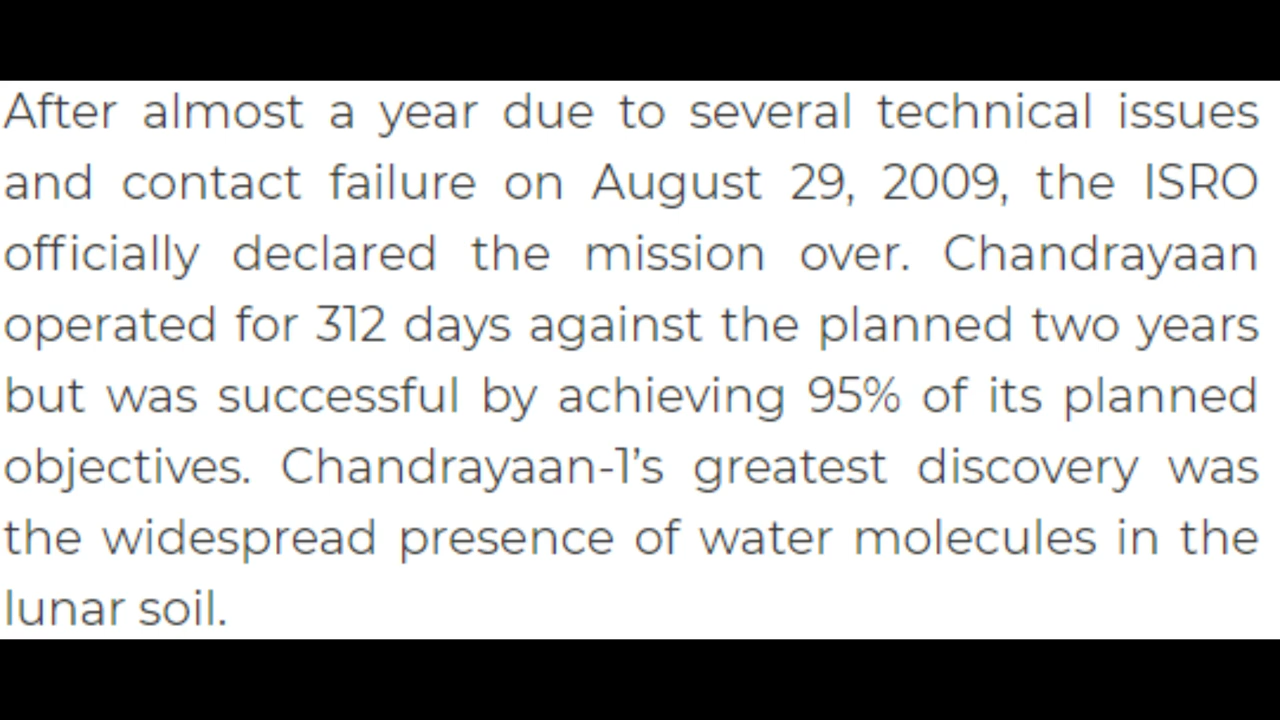 After almost a year due to several technical issues
and contact failure on August 29, 2009, the ISRO
officially declared the mission over. Chandrayaan
operated for 312 days against the planned two years
but was successful by achieving 95% of its planned
objectives. Chandrayaan-1’s greatest discovery was
the widespread presence of water molecules in the
lunar soil.